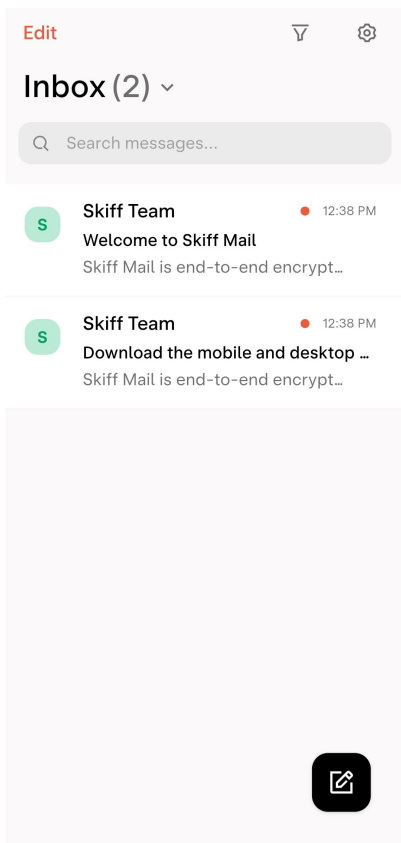 Edit
Inbox (2)
Search messages...
S
Skiff Team
12:38 PM
Welcome to Skiff Mail
Skiff Mail is end-to-end encrypt...
S
Skiff Team
12:38 PM
Download the mobile and desktop ...
Skiff Mail is end-to-end encrypt...